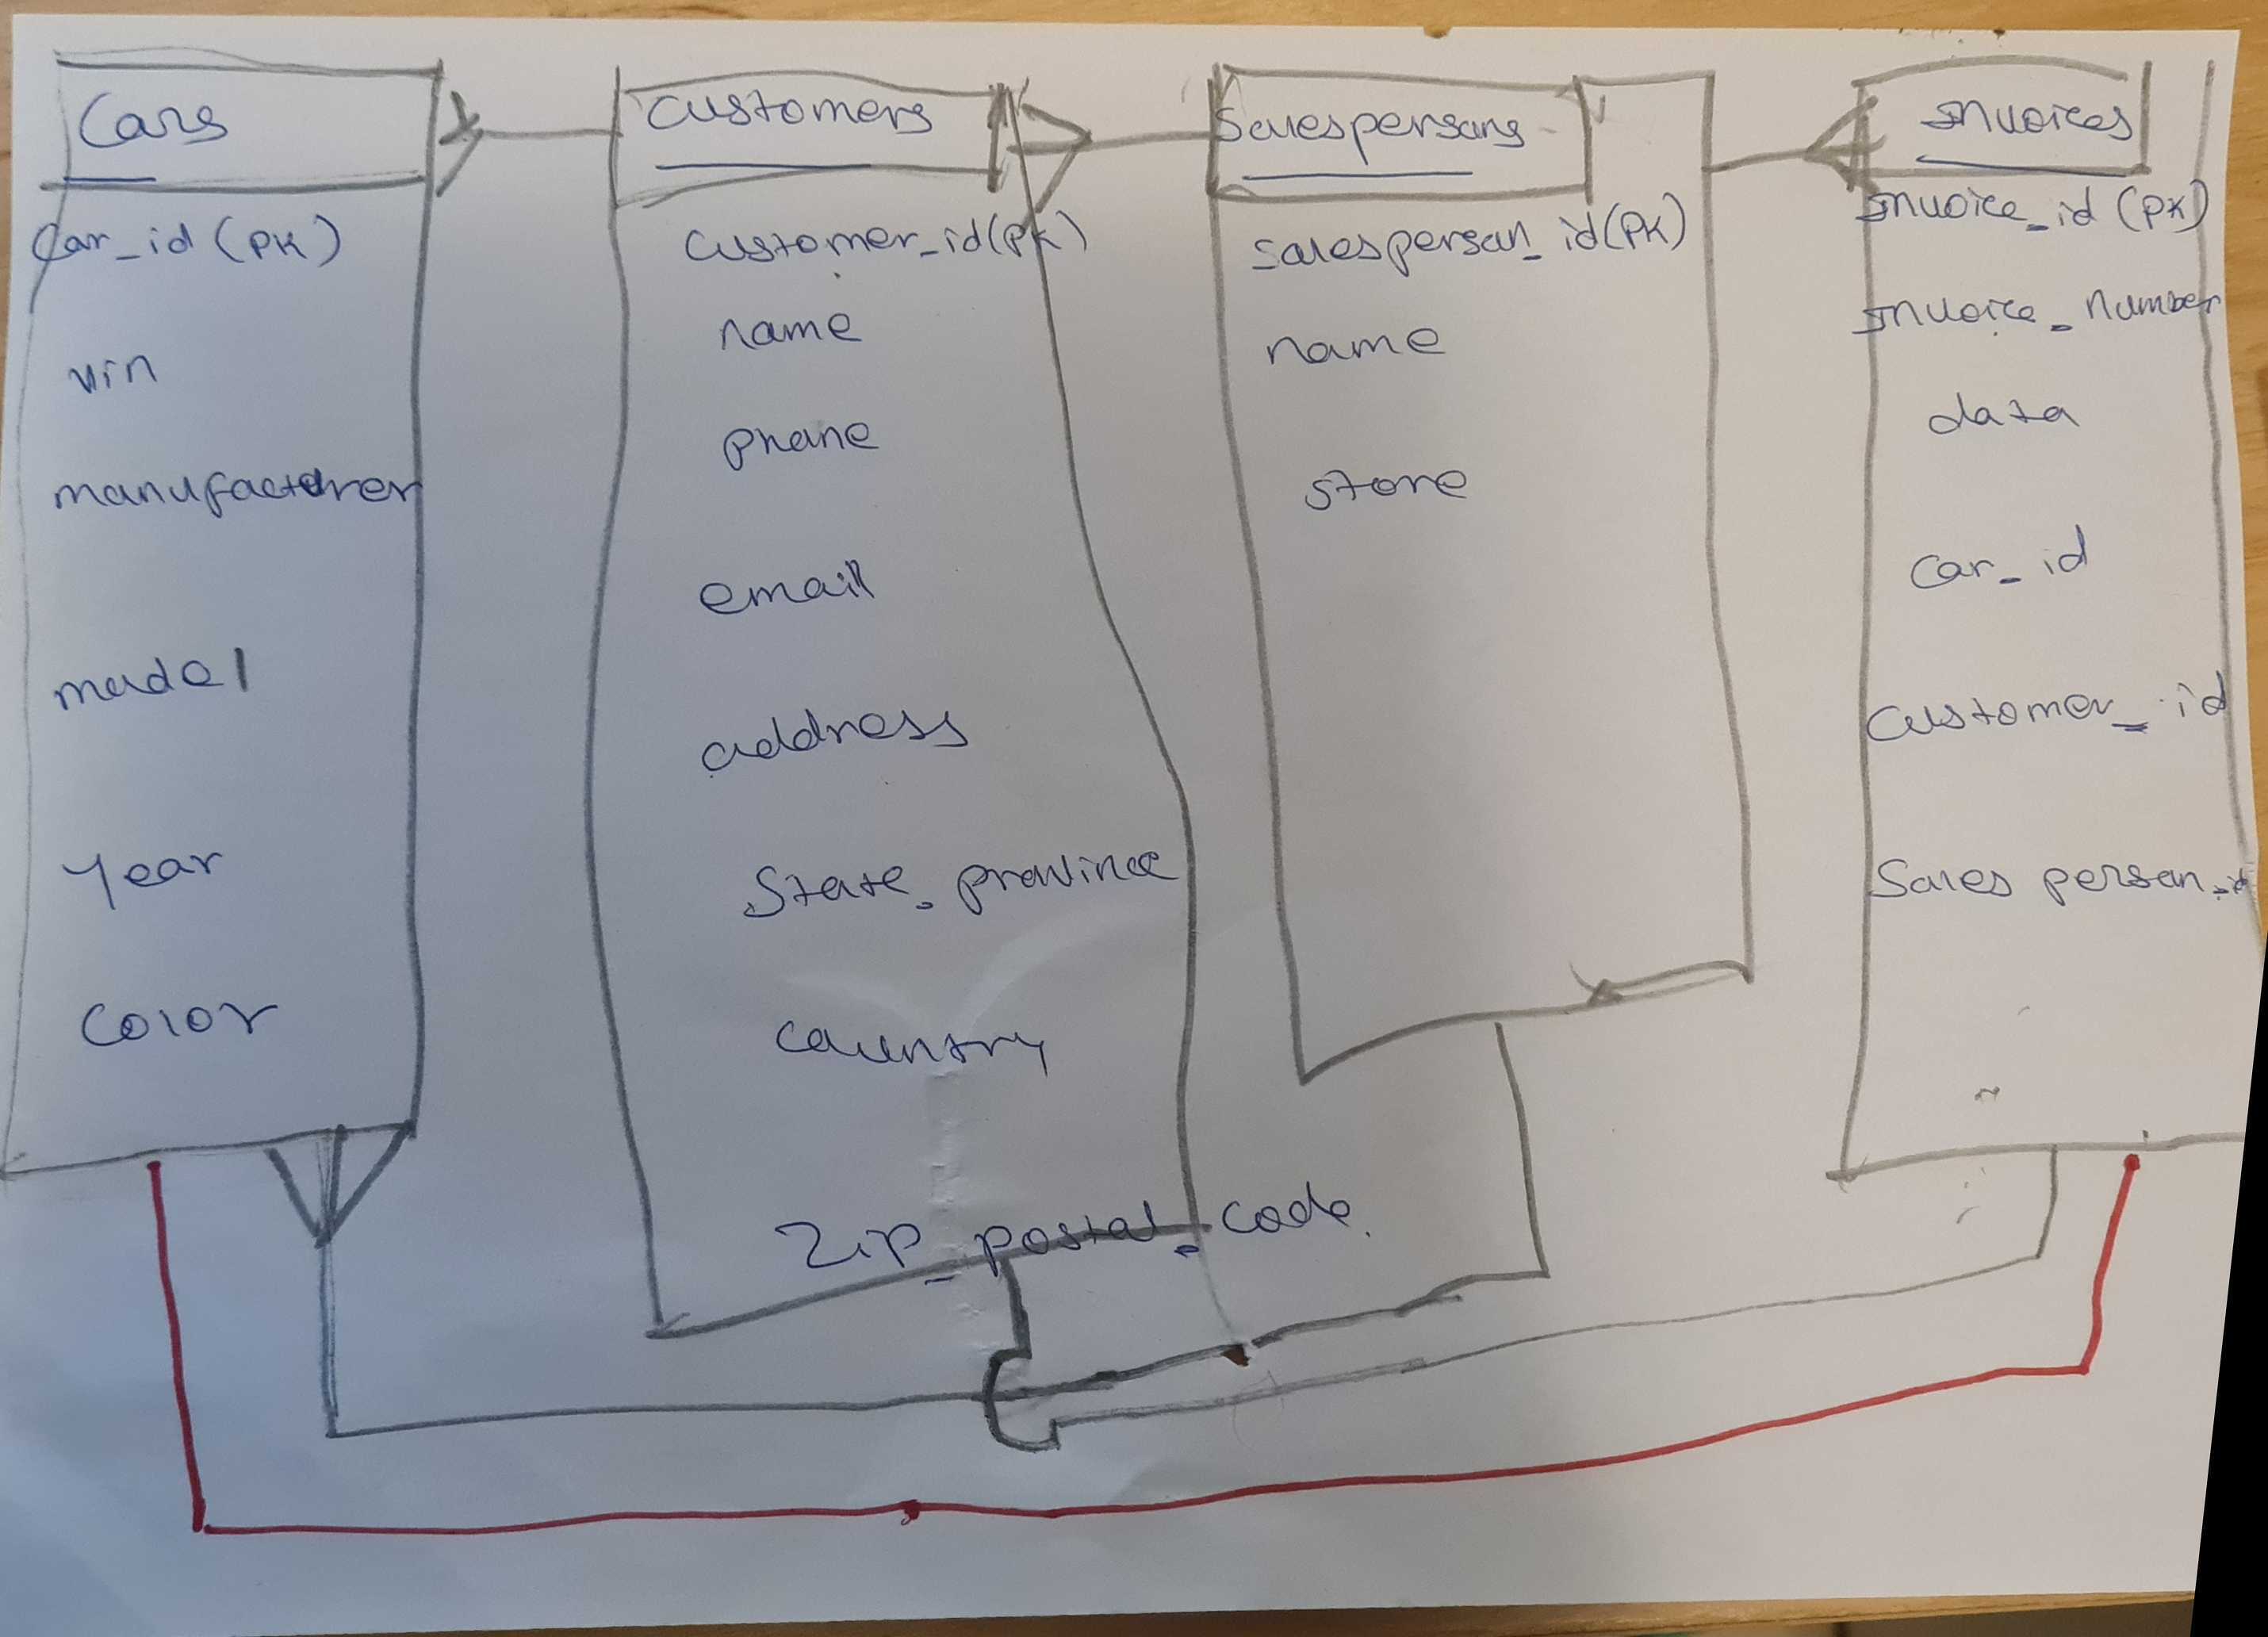 Cars
car_id (PK)
vin
manufacturer
model
Year
Color
Customers
Customer_id(PK)
name
phone
email
address
State_province
country
Zip_postal_code.
Salespersons
salesperson_id(PK)
name
store
Invoices
Invoice_id (PK)
Invoice_number
data
Car_id
Customer_id
Sales person_id